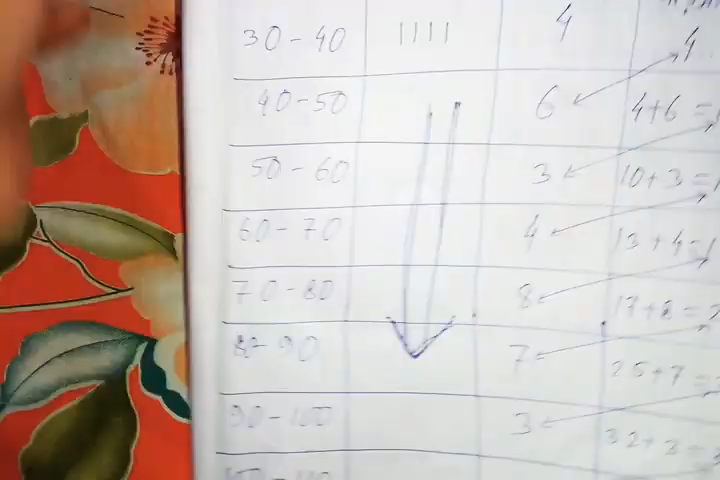 30-40 |||| 4 4
40-50 6 4+6 =
50-60 3 10+3 =
60-70 4 13+4=
70-80 8 17+8 =
80-90 7 25+7 =
90-100 3 32+3 =